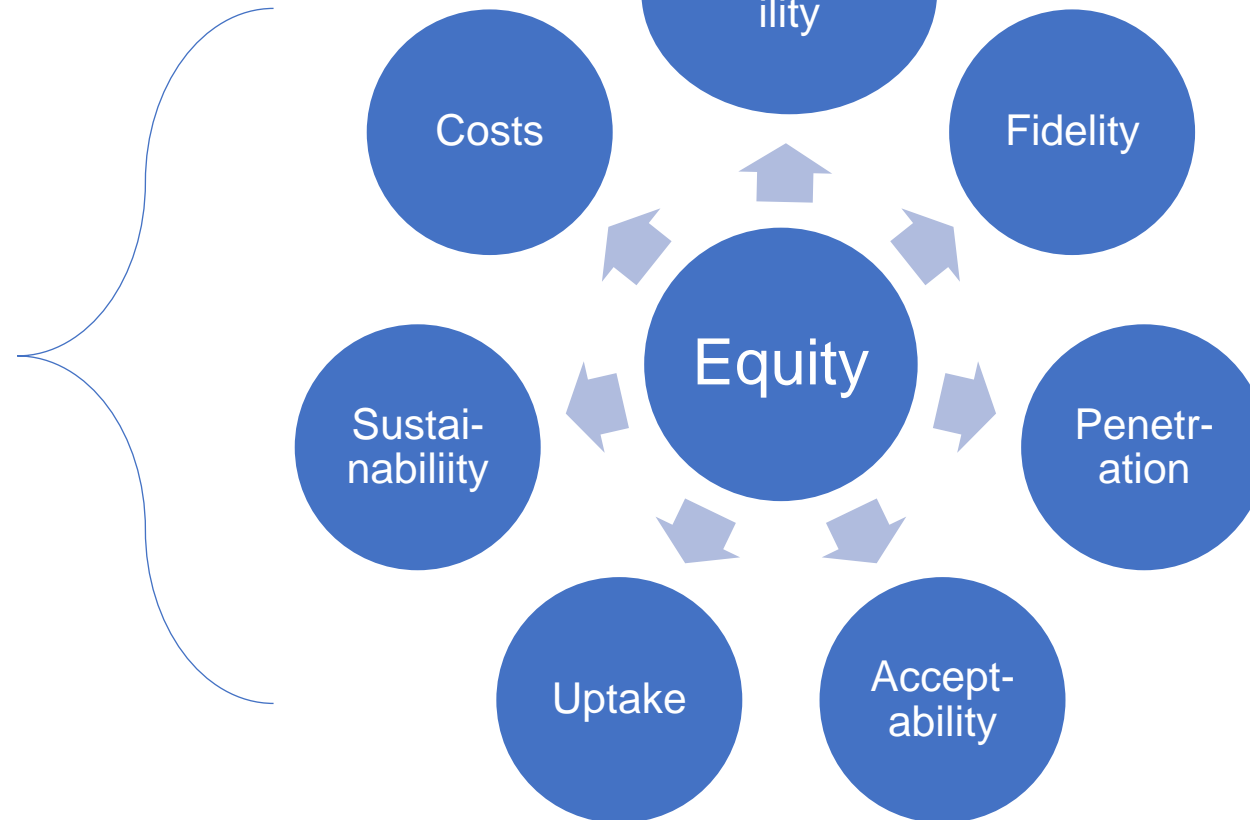 ility
Costs
Fidelity
Equity
Sustai-
nabiliity
Penetr-
ation
Accept-
ability
Uptake